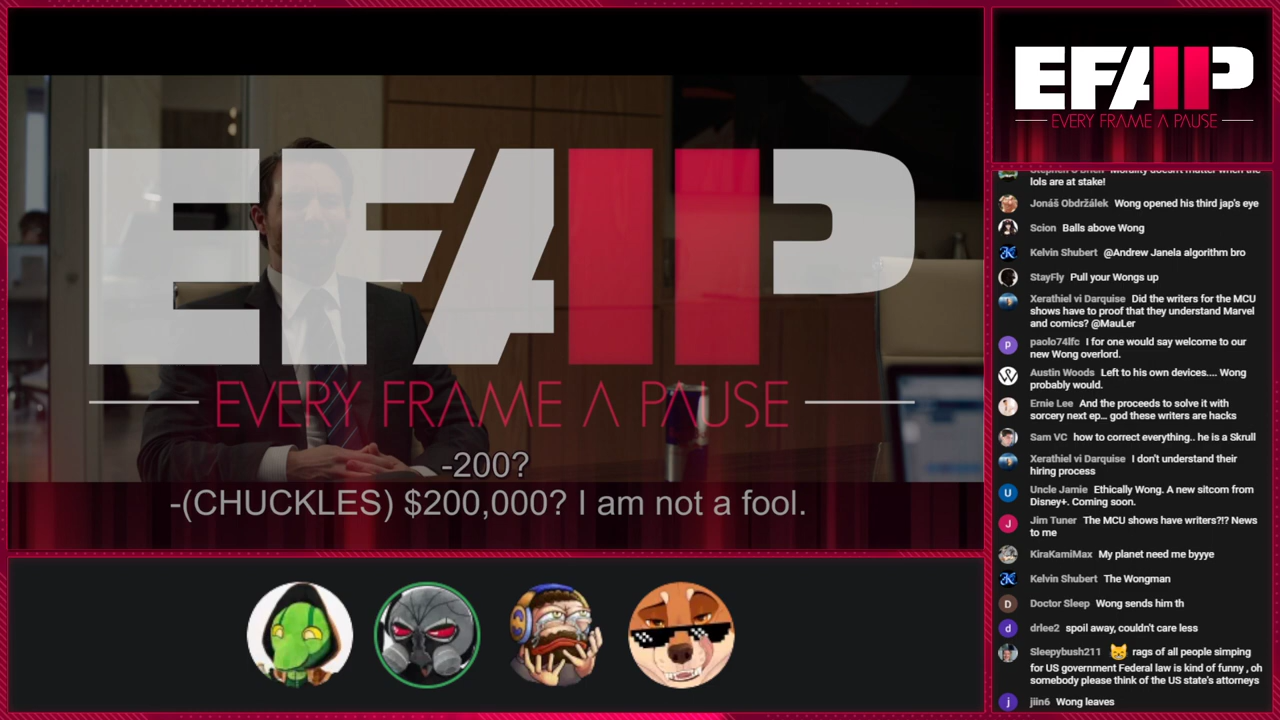 EFAP
EVERY FRAME A PAUSE
-200?
-(CHUCKLES) $200,000? I am not a fool.
EFAP
EVERY FRAME A PAUSE
Stephen O'Brien Morality doesn't matter when the
lols are at stake!
Jonáš Obdržálek Wong opened his third jap's eye
Scion Balls above Wong
Kelvin Shubert @Andrew Janela algorithm bro
StayFly Pull your Wongs up
Xerathiel vi Darquise Did the writers for the MCU
shows have to proof that they understand Marvel
and comics? @MauLer
P
paolo74lfc I for one would say welcome to our
new Wong overlord.
Austin Woods Left to his own devices.... Wong
probably would.
Ernie Lee And the proceeds to solve it with
sorcery next ep... god these writers are hacks
Sam VC how to correct everything.. he is a Skrull
Xerathiel vi Darquise I don't understand their
hiring process
U
Uncle Jamie Ethically Wong. A new sitcom from
Disney+. Coming soon.
J
Jim Tuner The MCU shows have writers?!? News
to me
KiraKamiMax My planet need me byyye
Kelvin Shubert The Wongman
D
Doctor Sleep Wong sends him th
d
drlee2 spoil away, couldn't care less
Sleepybush211 rags of all people simping
for US government Federal law is kind of funny , oh
somebody please think of the US state's attorneys
j
jiin6 Wong leaves